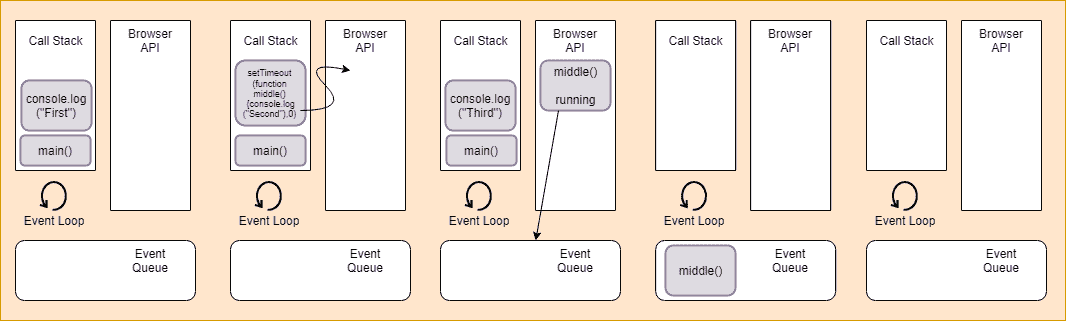 Call Stack
Browser
API
console.log
("First")
main()
Event Loop
Event
Queue
Call Stack
Browser
API
setTimeout
(function
middle()
{console.log
("Second"),0)
main()
Event Loop
Event
Queue
Call Stack
Browser
API
middle()
running
console.log
("Third")
main()
Event Loop
Event
Queue
Call Stack
Browser
API
Event Loop
middle()
Event
Queue
Call Stack
Browser
API
Event Loop
Event
Queue